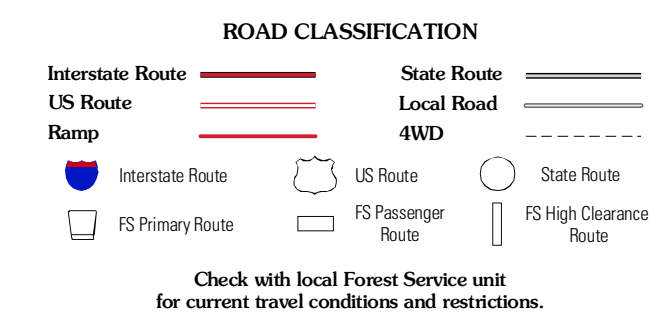 ROAD CLASSIFICATION
Interstate Route
State Route
US Route
Local Road
Ramp
4WD
Interstate Route
US Route
State Route
FS Primary Route
FS Passenger
Route
FS High Clearance
Route
Check with local Forest Service unit
for current travel conditions and restrictions.